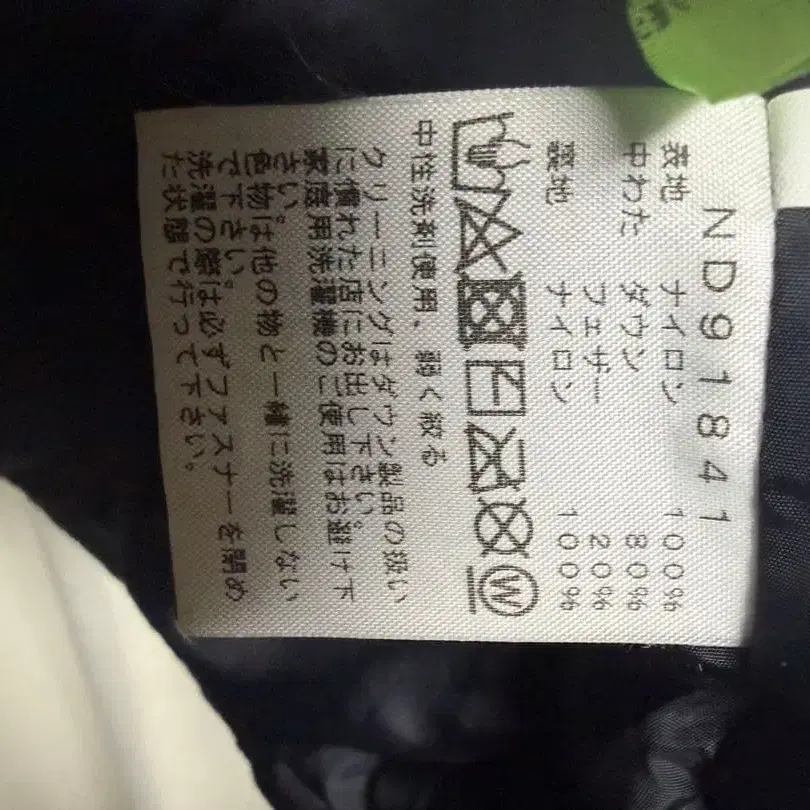 ND91841
表地 ナイロン 100%
中わた ダウン 80%
フェザー 20%
裏地 ナイロン 100%
W
中性洗剤使用、弱く絞る
クリーニングはダウン製品の扱い
に慣れた店にお出し下さい。
家庭用洗濯機のご使用はお避け下
さい。
色物は他の物と一緒に洗濯しない
で下さい。
洗濯の際は必ずファスナーを閉め
た状態で行って下さい。